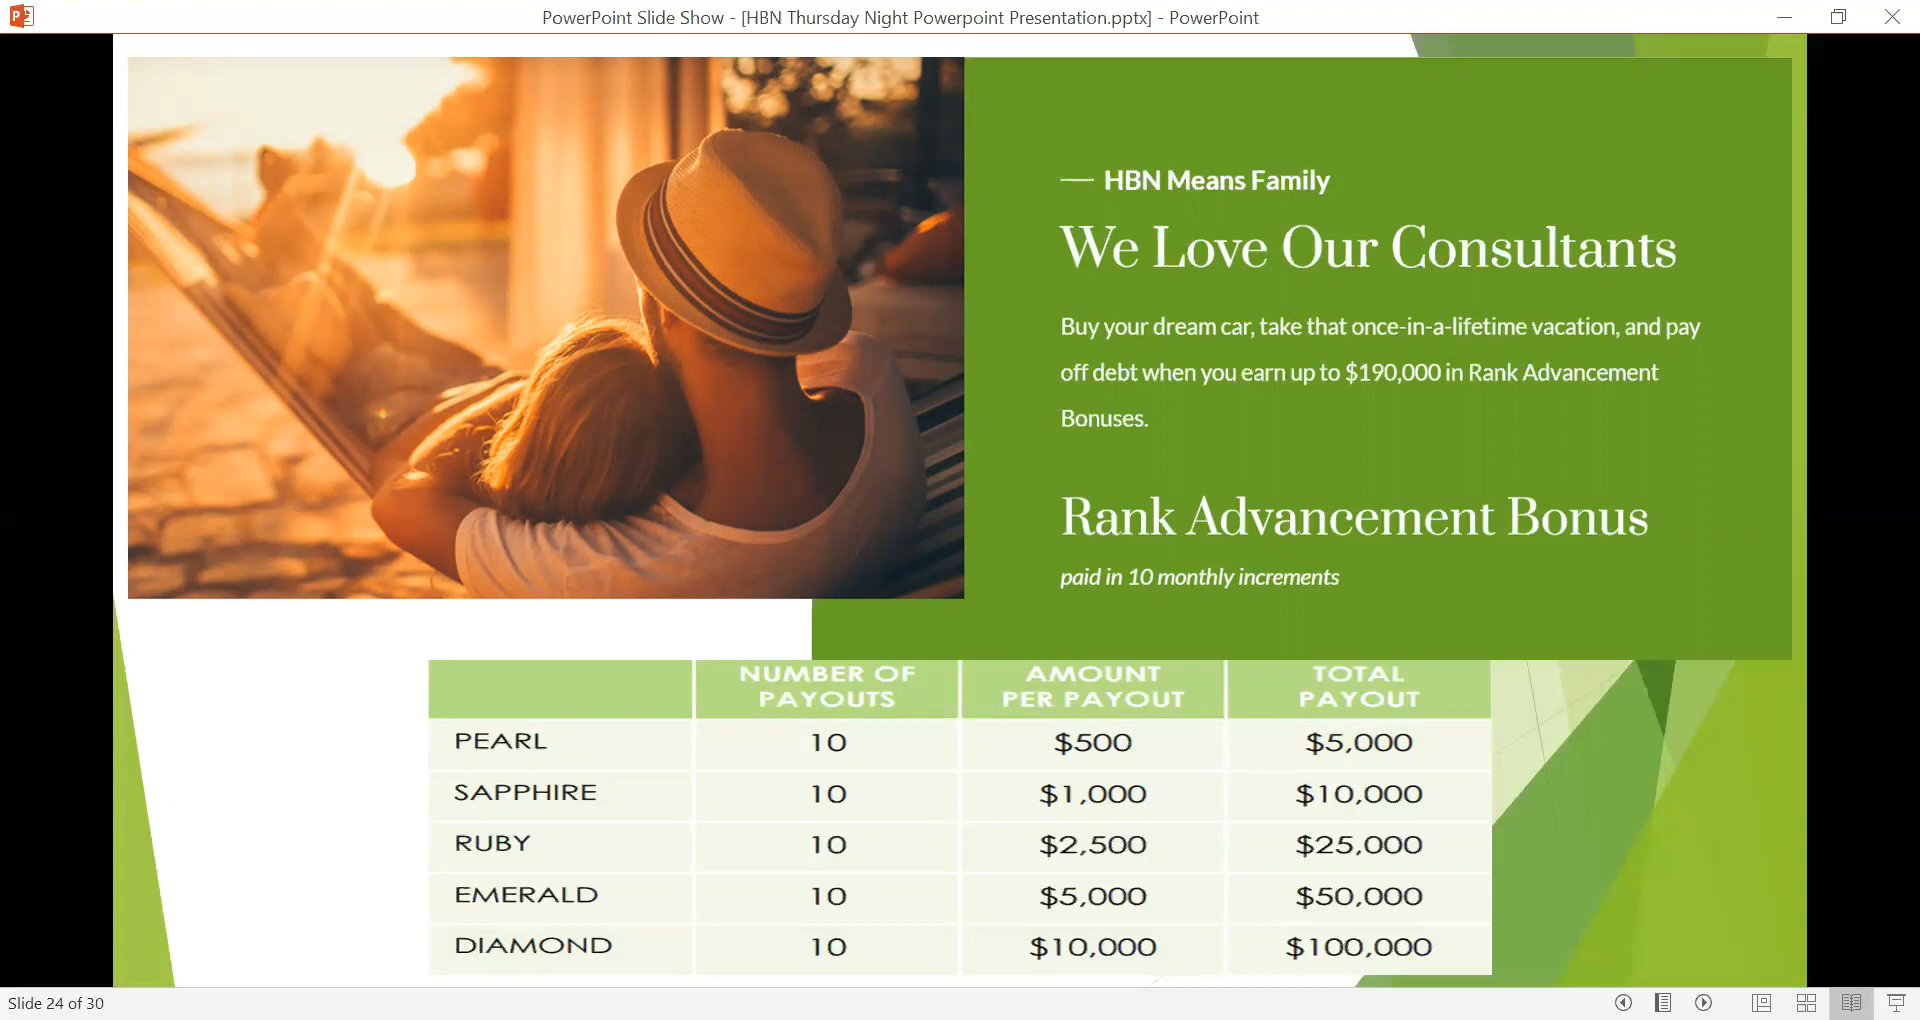 PowerPoint Slide Show - [HBN Thursday Night Powerpoint Presentation.pptx] - PowerPoint
HBN Means Family
We Love Our Consultants
Buy your dream car, take that once-in-a-lifetime vacation, and pay
off debt when you earn up to $190,000 in Rank Advancement
Bonuses.
Rank Advancement Bonus
paid in 10 monthly increments
NUMBER OF PAYOUTS AMOUNT PER PAYOUT TOTAL PAYOUT
PEARL 10 $500 $5,000
SAPPHIRE 10 $1,000 $10,000
RUBY 10 $2,500 $25,000
EMERALD 10 $5,000 $50,000
DIAMOND 10 $10,000 $100,000
Slide 24 of 30